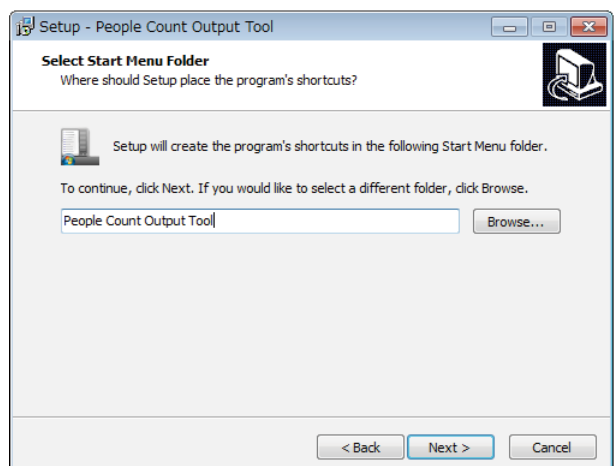 Setup - People Count Output Tool
Select Start Menu Folder
Where should Setup place the program's shortcuts?
Setup will create the program's shortcuts in the following Start Menu folder.
To continue, click Next. If you would like to select a different folder, click Browse.
People Count Output Tool
Browse...
< Back
Next >
Cancel